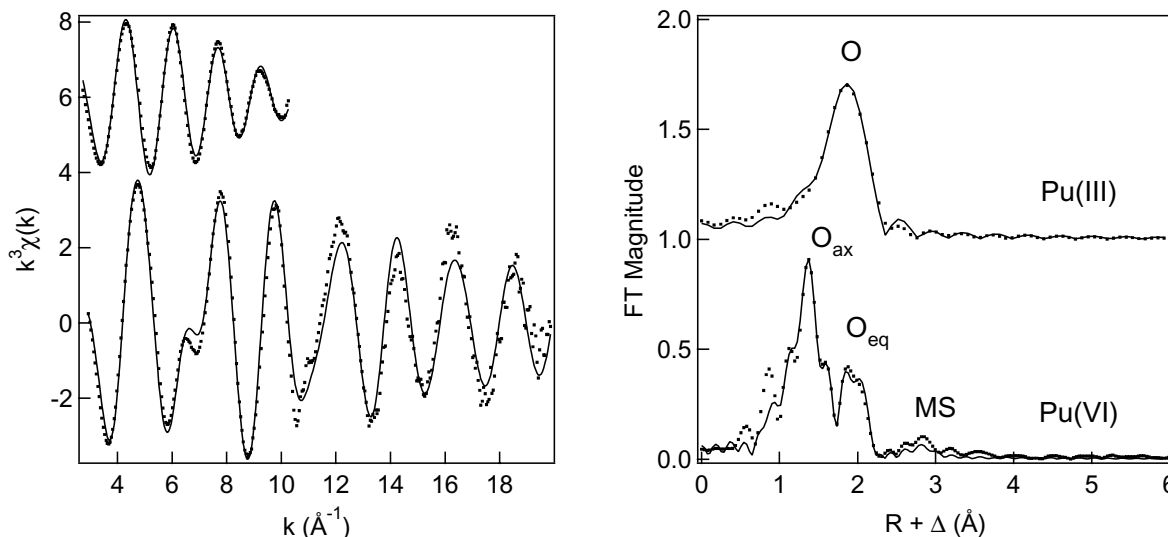 8
6
4
2
0
-2
k³χ(k)
4 6 8 10 12 14 16 18
k (Å⁻¹)
2.0
1.5
1.0
0.5
0.0
FT Magnitude
O
Pu(III)
O_ax
O_eq
MS
Pu(VI)
0 1 2 3 4 5 6
R + Δ (Å)